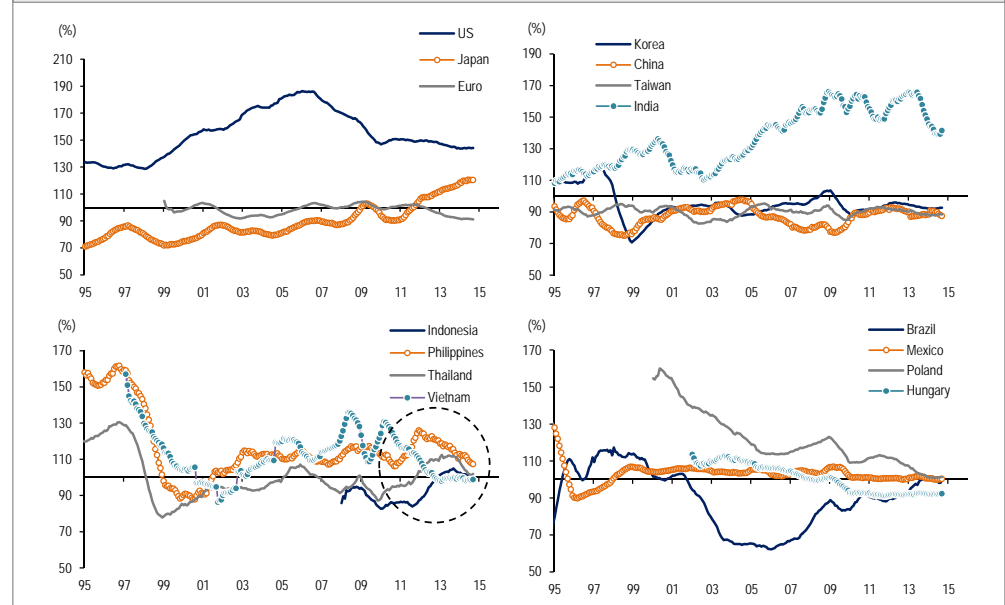 (%)
US
Japan
Euro
210
190
170
150
130
110
90
70
50
95 97 99 01 03 05 07 09 11 13 15
(%)
Korea
China
Taiwan
India
190
170
150
130
110
90
70
50
95 97 99 01 03 05 07 09 11 13 15
(%)
Indonesia
Philippines
Thailand
Vietnam
170
150
130
110
90
70
50
95 97 99 01 03 05 07 09 11 13 15
(%)
Brazil
Mexico
Poland
Hungary
170
150
130
110
90
70
50
95 97 99 01 03 05 07 09 11 13 15